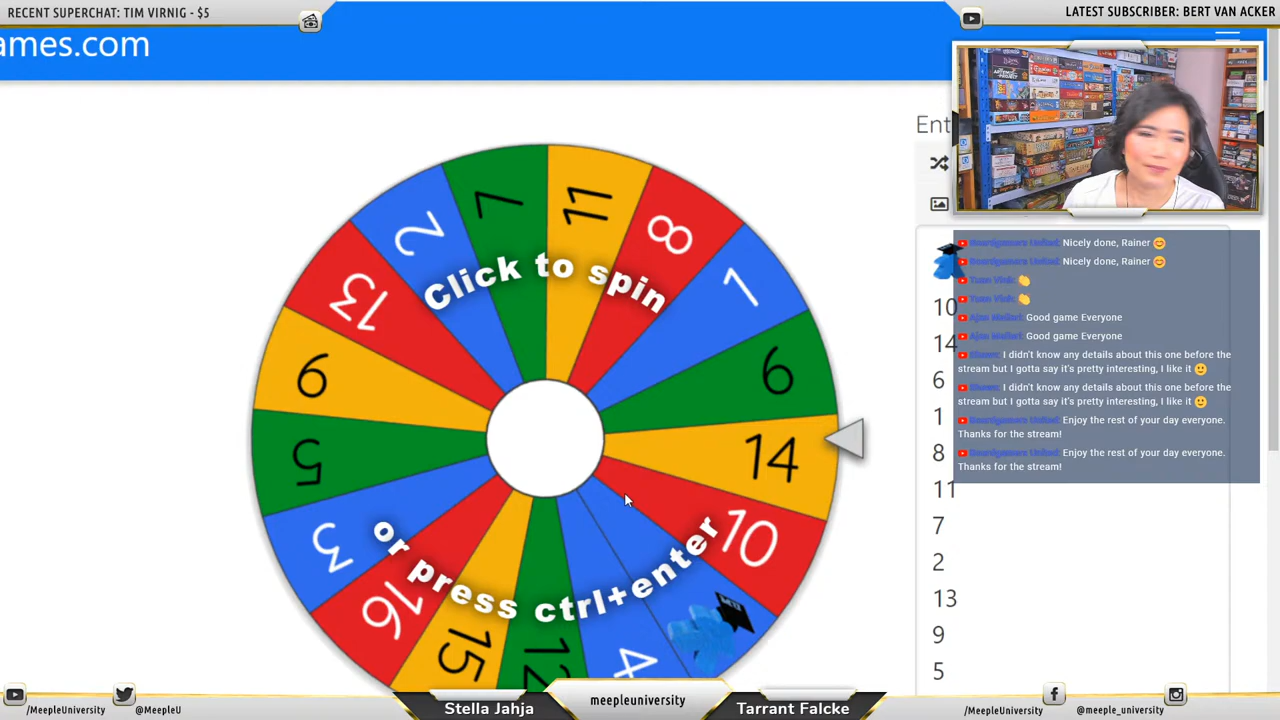 RECENT SUPERCHAT: TIM VIRNIG - $5
LATEST SUBSCRIBER: BERT VAN ACKER
ames.com
Ent
Click to spin
or press ctrl+enter
11
8
1
6
14
10
4
12
15
16
3
5
9
13
2
7
10
14
6
1
8
11
7
2
13
9
5
Nicely done, Rainer
Nicely done, Rainer
Good game Everyone
Good game Everyone
I didn't know any details about this one before the
stream but I gotta say it's pretty interesting, I like it
I didn't know any details about this one before the
stream but I gotta say it's pretty interesting, I like it
Enjoy the rest of your day everyone.
Thanks for the stream!
Enjoy the rest of your day everyone.
Thanks for the stream!
/MeepleUniversity
@MeepleU
Stella Jahja
meepleuniversity
Tarrant Falcke
/MeepleUniversity
@meeple_university